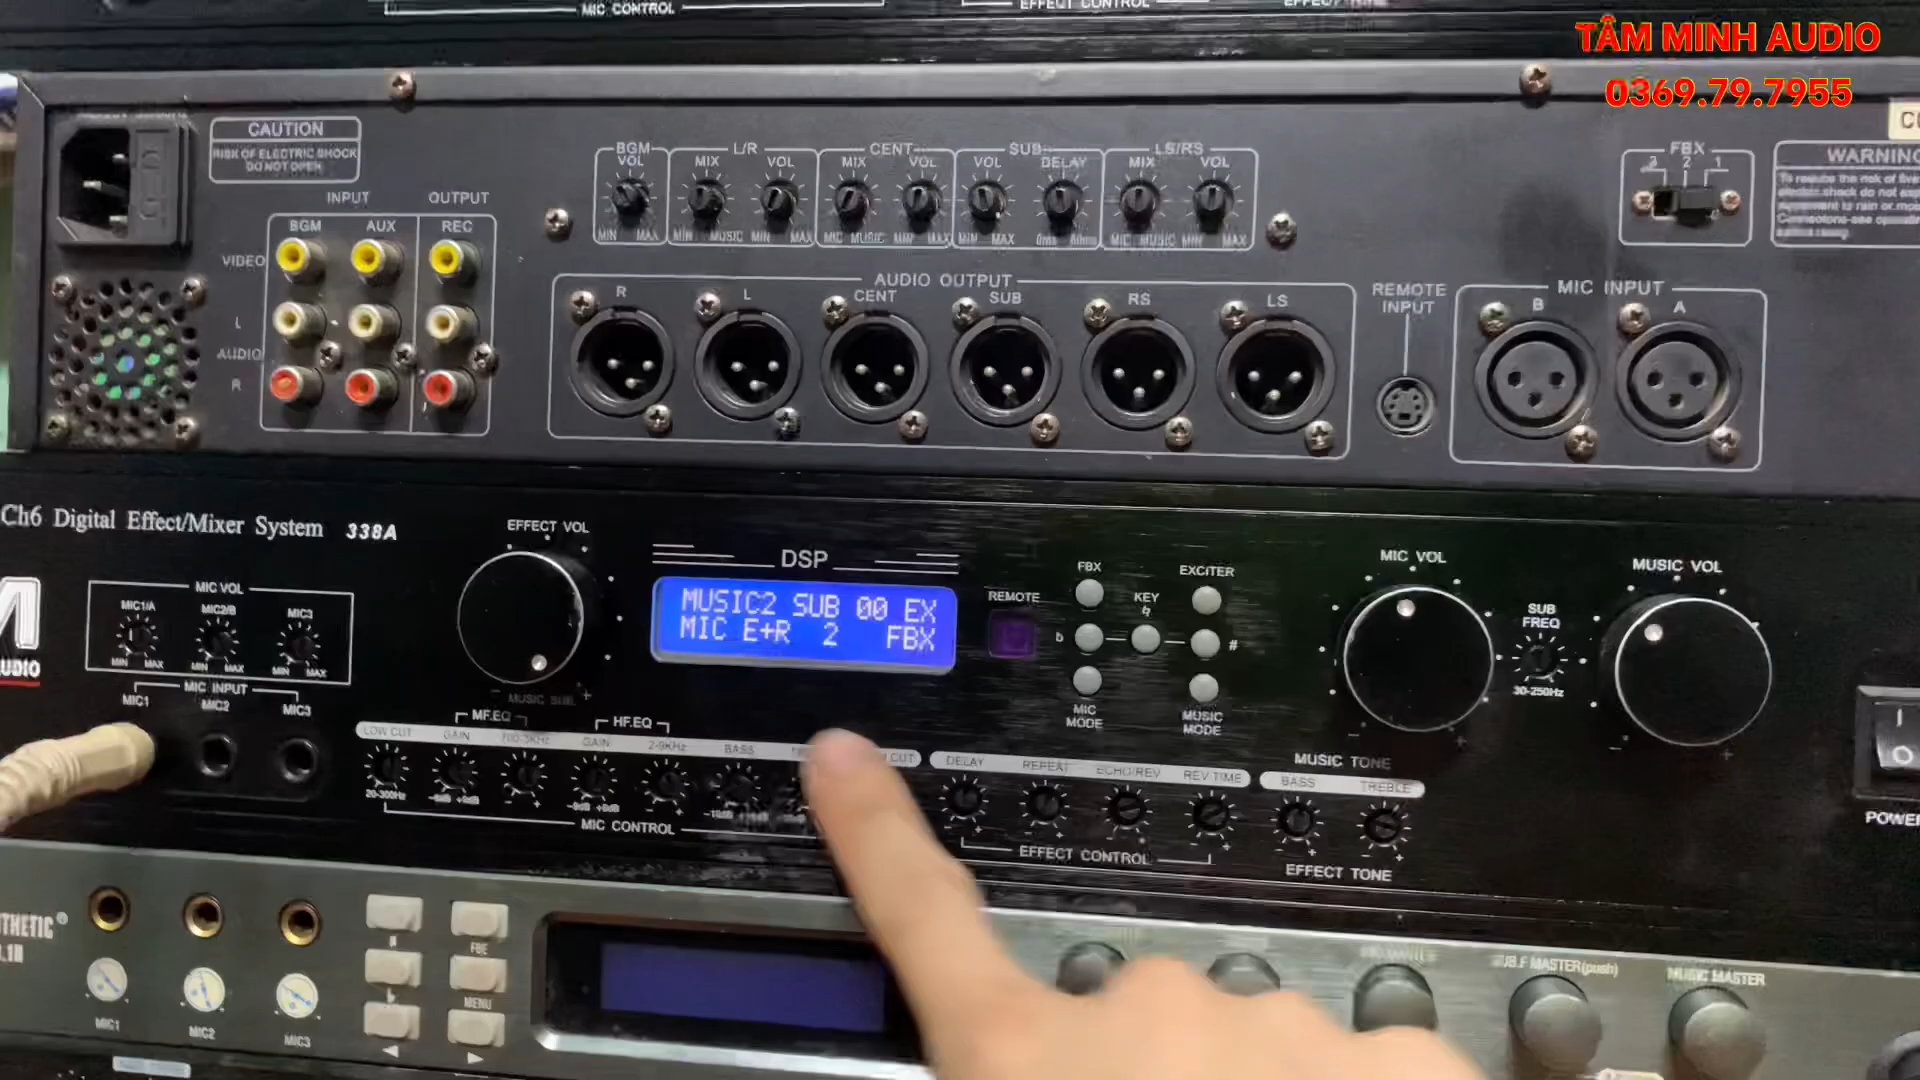 MIC CONTROL
EFFECT CONTROL
TÂM MINH AUDIO
0369.79.7955
CAUTION
RISK OF ELECTRIC SHOCK
DO NOT OPEN
INPUT
OUTPUT
BGM
AUX
REC
VIDEO
L
AUDIO
R
BGM
VOL
MIN MAX
L/R
MIX VOL
MIN MUSIC MIN MAX
CENT
MIX VOL
MIC MUSIC MIN MAX
SUB
VOL DELAY
MIN MAX
LS/RS
MIX VOL
MIC MUSIC MIN MAX
FBX
3 2 1
WARNING
AUDIO OUTPUT
R
L
CENT
SUB
RS
LS
REMOTE
INPUT
MIC INPUT
B
A
Ch6 Digital Effect/Mixer System 338A
AUDIO
MIC VOL
MIC1/A
MIC2/B
MIC3
MIN MAX
MIN MAX
MIN MAX
MIC INPUT
MIC1
MIC2
MIC3
EFFECT VOL
MUSIC SUB
DSP
MUSIC2 SUB 00 EX
MIC E+R 2 FBX
REMOTE
FBX
KEY
EXCITER
b
#
MIC
MODE
MUSIC
MODE
MIC VOL
SUB
FREQ
30-250Hz
MUSIC VOL
POWER
MF.EQ
HF.EQ
LOW CUT
GAIN
GAIN
2-9KHz
BASS
CUT
20-300Hz
MIC CONTROL
DELAY
REPEAT
ECHO/REV
REV TIME
EFFECT CONTROL
MUSIC TONE
BASS
TREBLE
EFFECT TONE
THETIC®
FBE
MENU
MIC1
MIC2
MIC3
MASTER(push)
MUSIC MASTER